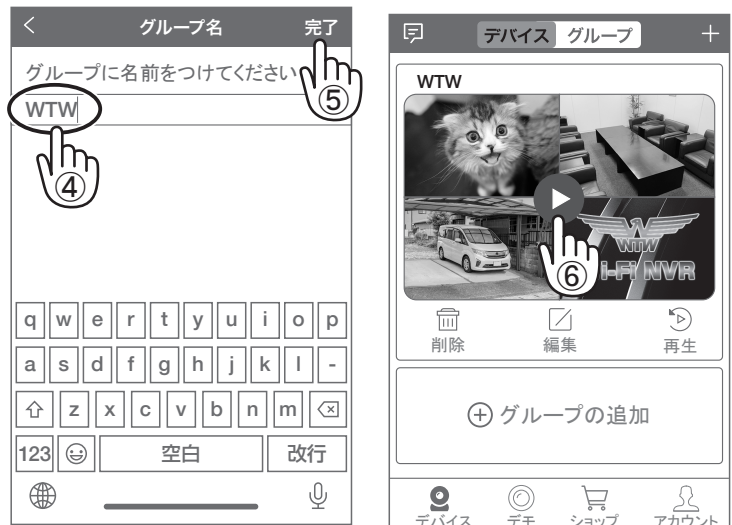 グループ名
完了
グループに名前をつけてください
⑤
WTW
④
q w e r t y u i o p
a s d f g h j k l -
z x c v b n m
123 空白 改行
デバイス グループ
WTW
WTW
i-Fi NVR
⑥
削除 編集 再生
グループの追加
デバイス デモ ショップ アカウント